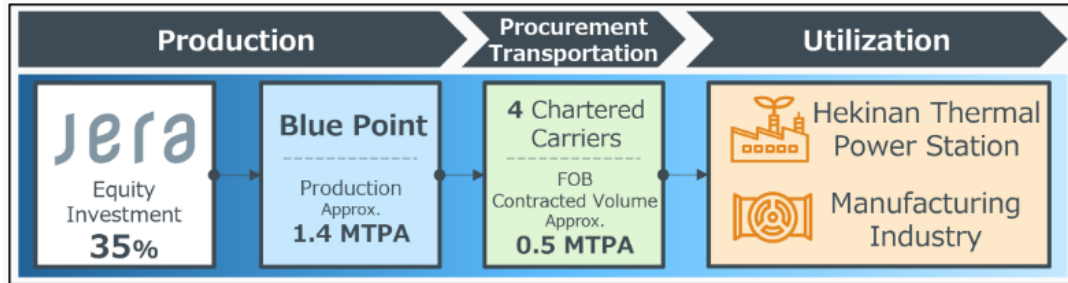 Production
Procurement
Transportation
Utilization
Jera
Equity
Investment
35%
Blue Point
Production
Approx.
1.4 MTPA
4 Chartered
Carriers
FOB
Contracted Volume
Approx.
0.5 MTPA
Hekinan Thermal
Power Station
Manufacturing
Industry